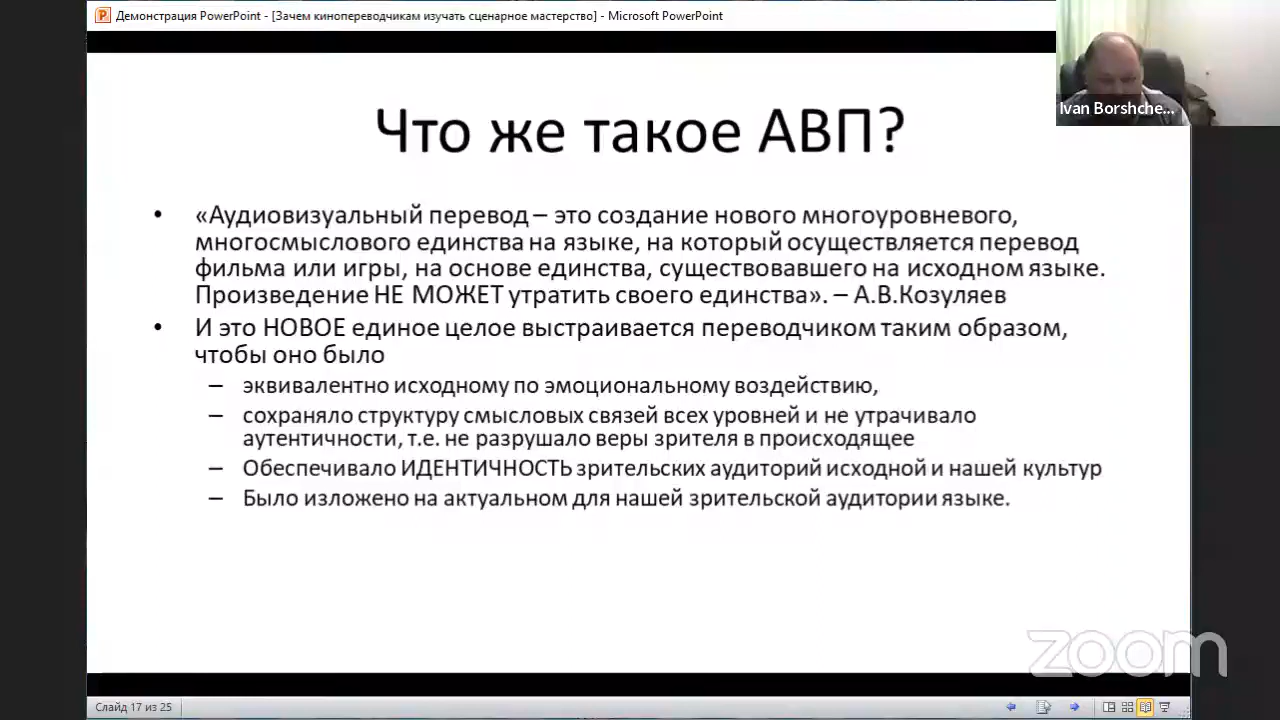 Демонстрация PowerPoint - [Зачем кинопереводчикам изучать сценарное мастерство] - Microsoft PowerPoint
Ivan Borshche...
Что же такое АВП?
• «Аудиовизуальный перевод – это создание нового многоуровневого,
многосмыслового единства на языке, на который осуществляется перевод
фильма или игры, на основе единства, существовавшего на исходном языке.
Произведение НЕ МОЖЕТ утратить своего единства». – А.В.Козуляев
• И это НОВОЕ единое целое выстраивается переводчиком таким образом,
чтобы оно было
– эквивалентно исходному по эмоциональному воздействию,
– сохраняло структуру смысловых связей всех уровней и не утрачивало
аутентичности, т.е. не разрушало веры зрителя в происходящее
– Обеспечивало ИДЕНТИЧНОСТЬ зрительских аудиторий исходной и нашей культур
– Было изложено на актуальном для нашей зрительской аудитории языке.
zoom
Слайд 17 из 25